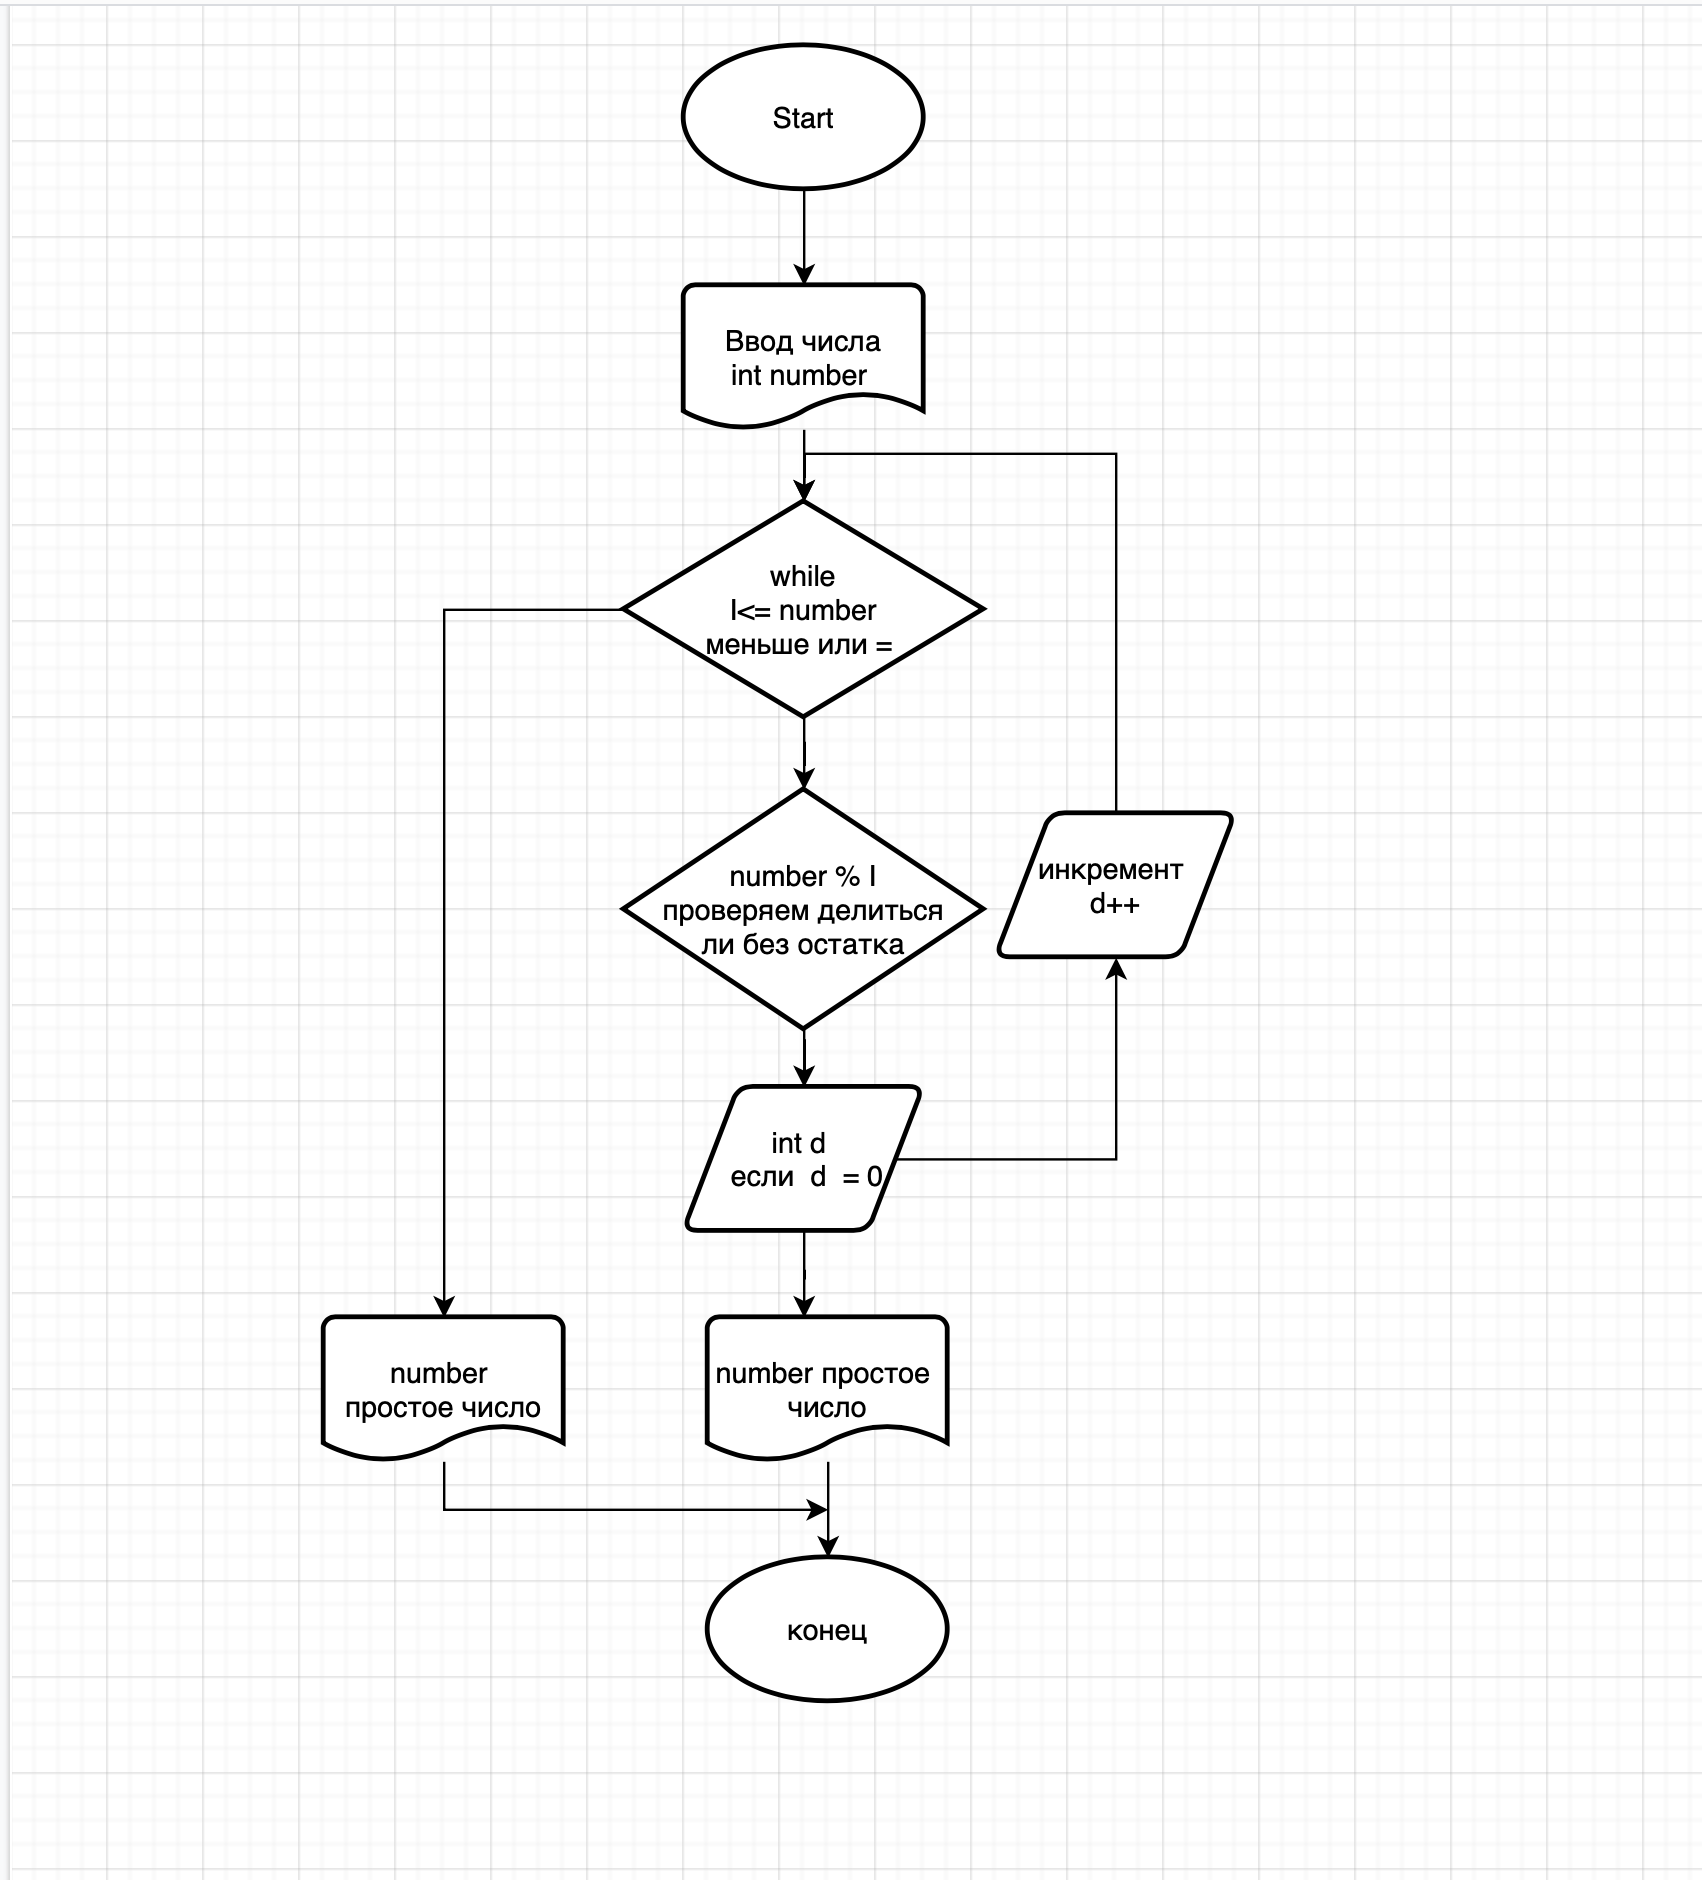 Start
Ввод числа
int number
while
I<= number
меньше или =
number % I
проверяем делиться
ли без остатка
инкремент
d++
int d
если d = 0
number
простое число
number простое
число
конец